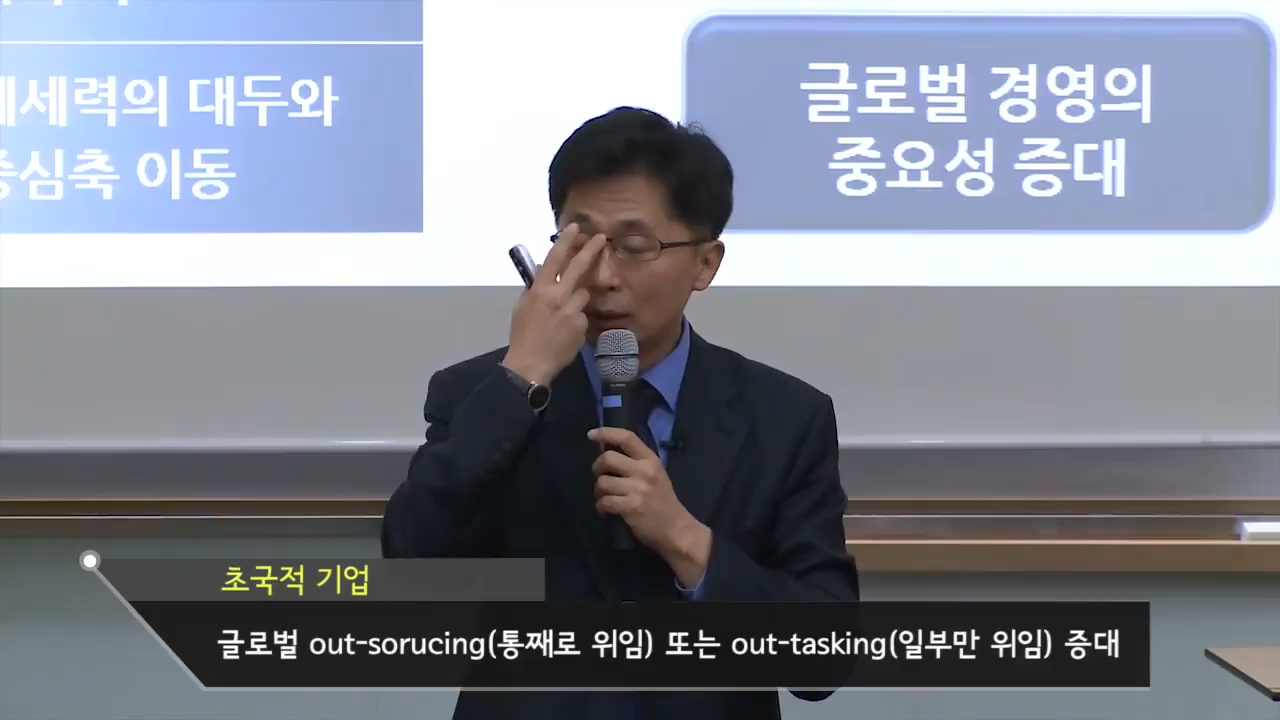 세력의 대두와
중심축 이동
글로벌 경영의
중요성 증대
초국적 기업
글로벌 out-sorucing(통째로 위임) 또는 out-tasking(일부만 위임) 증대